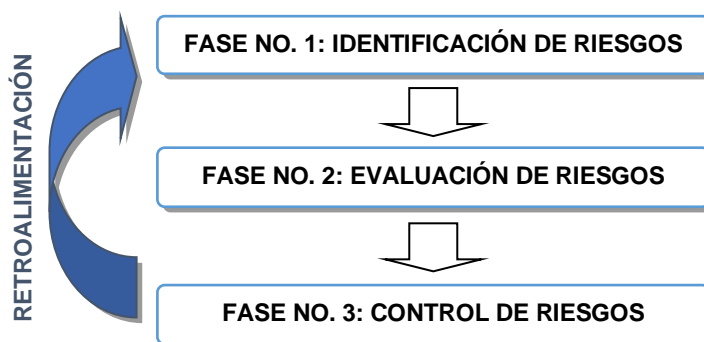 FASE NO. 1: IDENTIFICACIÓN DE RIESGOS
RETROALIMENTACIÓN
FASE NO. 2: EVALUACIÓN DE RIESGOS
FASE NO. 3: CONTROL DE RIESGOS